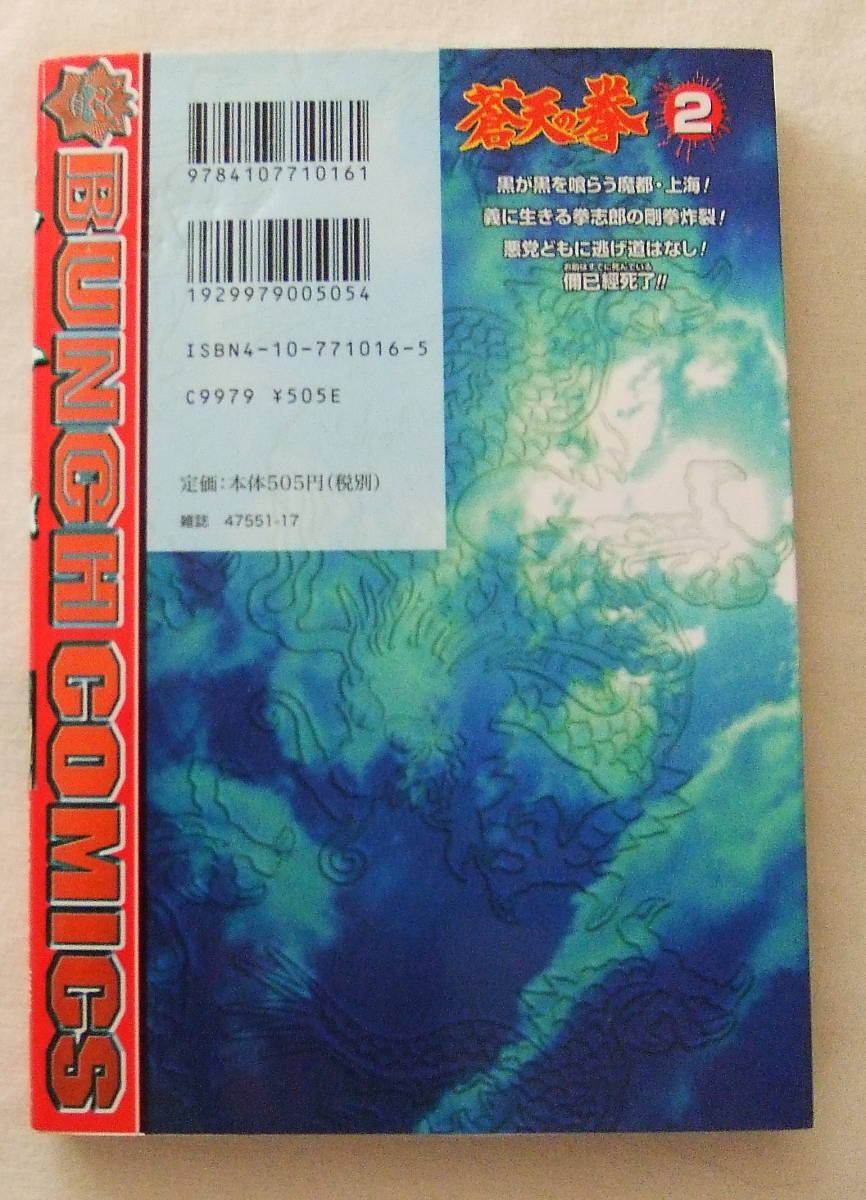 BUNCH COMICS
9784107710161
1929979005054
ISBN4-10-771016-5
C9979 ¥505E
定価:本体505円(税別)
雑誌 47551-17
蒼天の拳 2
黒が黒を喰らう魔都・上海!
義に生きる拳志郎の剛拳炸裂!
悪党どもに逃げ道はなし!
お前はすでに死んでいる
儞已經死了!!